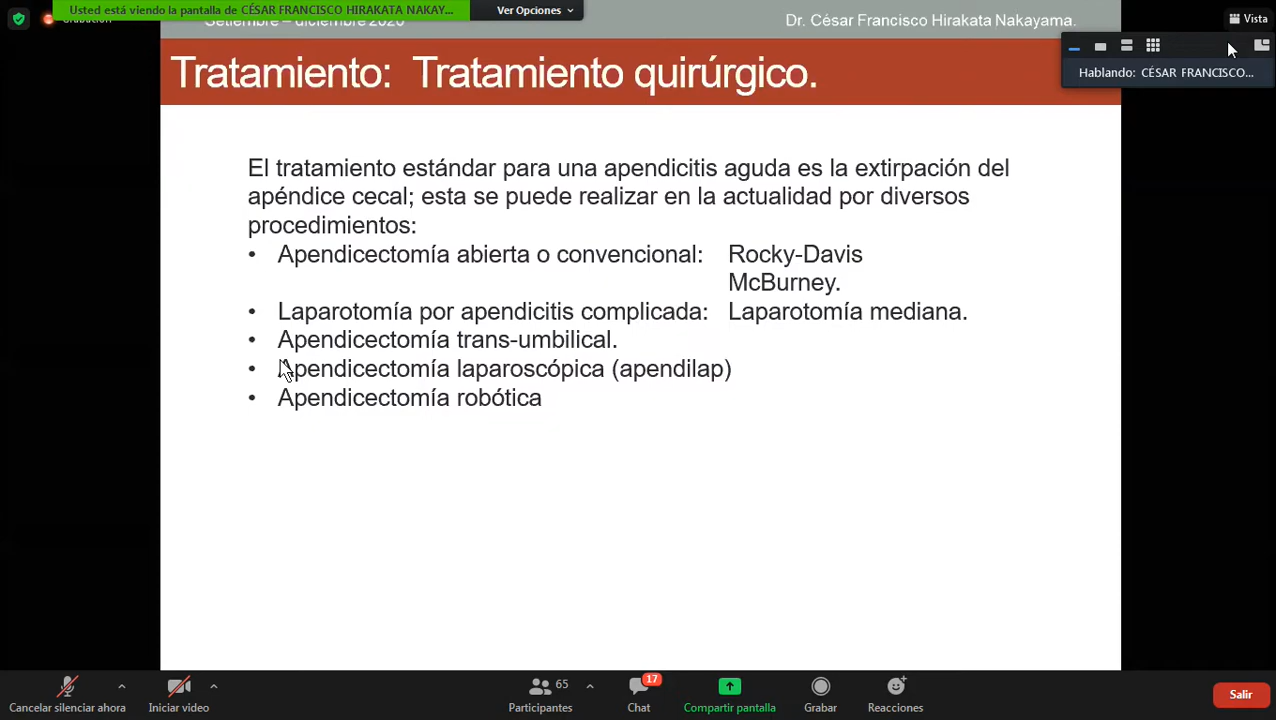 Usted está viendo la pantalla de CÉSAR FRANCISCO HIRAKATA NAKAY...
Ver Opciones
Grabación
Setiembre – diciembre 2020
Dr. César Francisco Hirakata Nakayama.
Vista
Hablando: CÉSAR FRANCISCO...
Tratamiento: Tratamiento quirúrgico.
El tratamiento estándar para una apendicitis aguda es la extirpación del
apéndice cecal; esta se puede realizar en la actualidad por diversos
procedimientos:
• Apendicectomía abierta o convencional: Rocky-Davis
McBurney.
• Laparotomía por apendicitis complicada: Laparotomía mediana.
• Apendicectomía trans-umbilical.
• Apendicectomía laparoscópica (apendilap)
• Apendicectomía robótica
Cancelar silenciar ahora
Iniciar video
65
Participantes
17
Chat
Compartir pantalla
Grabar
Reacciones
Salir